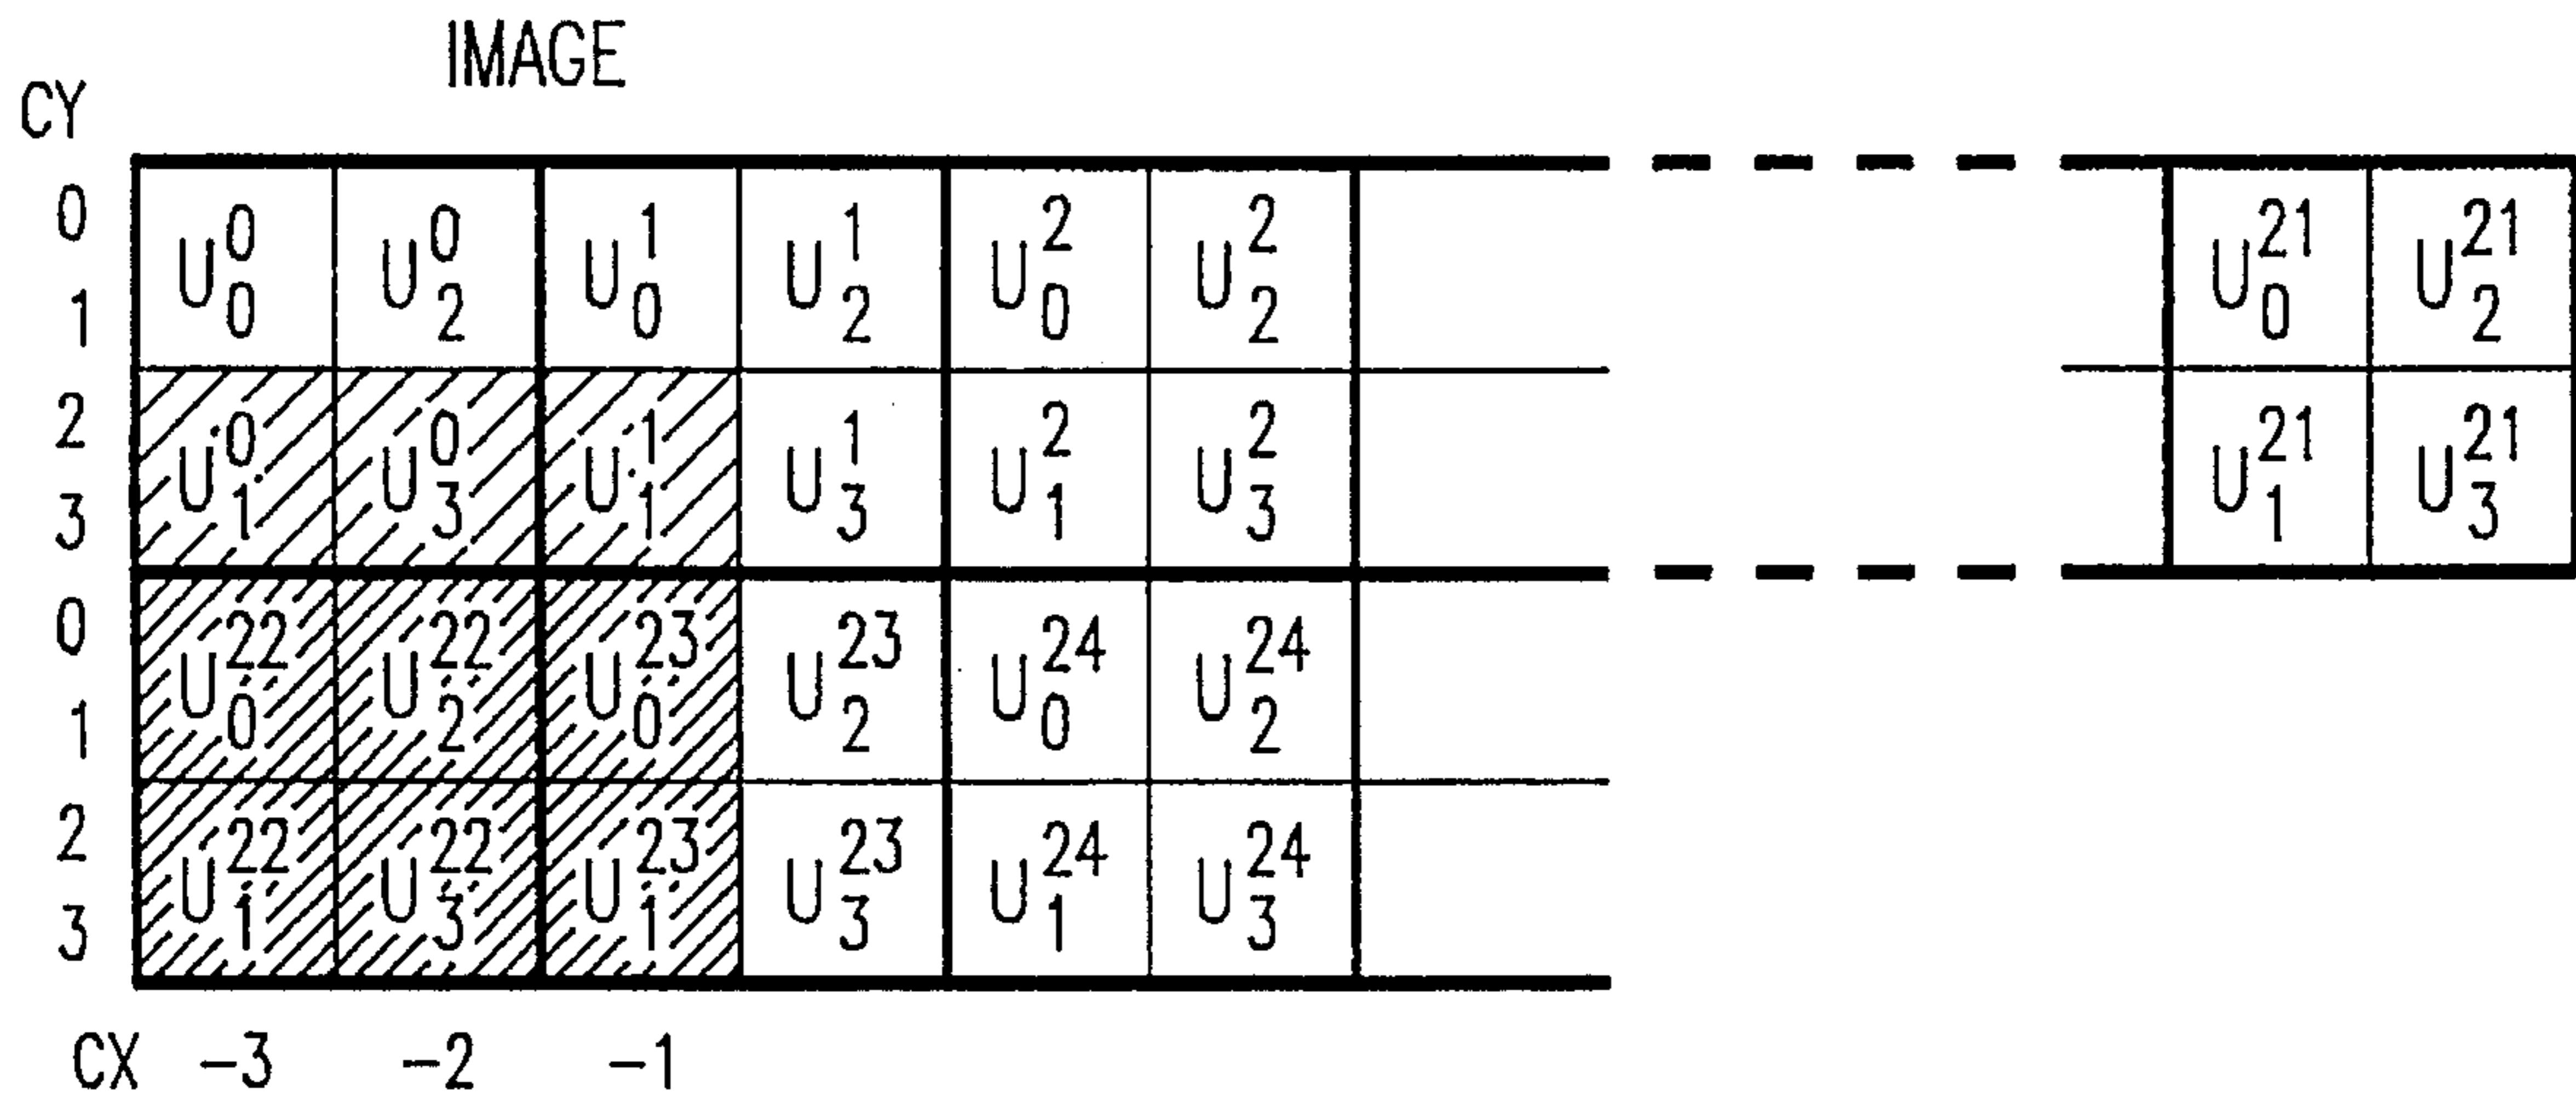 IMAGE
CY
0
1
U⁰₀ U⁰₂ U¹₀ U¹₂ U²₀ U²₂ U²¹₀ U²¹₂
2
3
U⁰₁ U⁰₃ U¹₁ U¹₃ U²₁ U²₃ U²¹₁ U²¹₃
0
1
U²²₀ U²²₂ U²³₀ U²³₂ U²⁴₀ U²⁴₂
2
3
U²²₁ U²²₃ U²³₁ U²³₃ U²⁴₁ U²⁴₃
CX -3 -2 -1